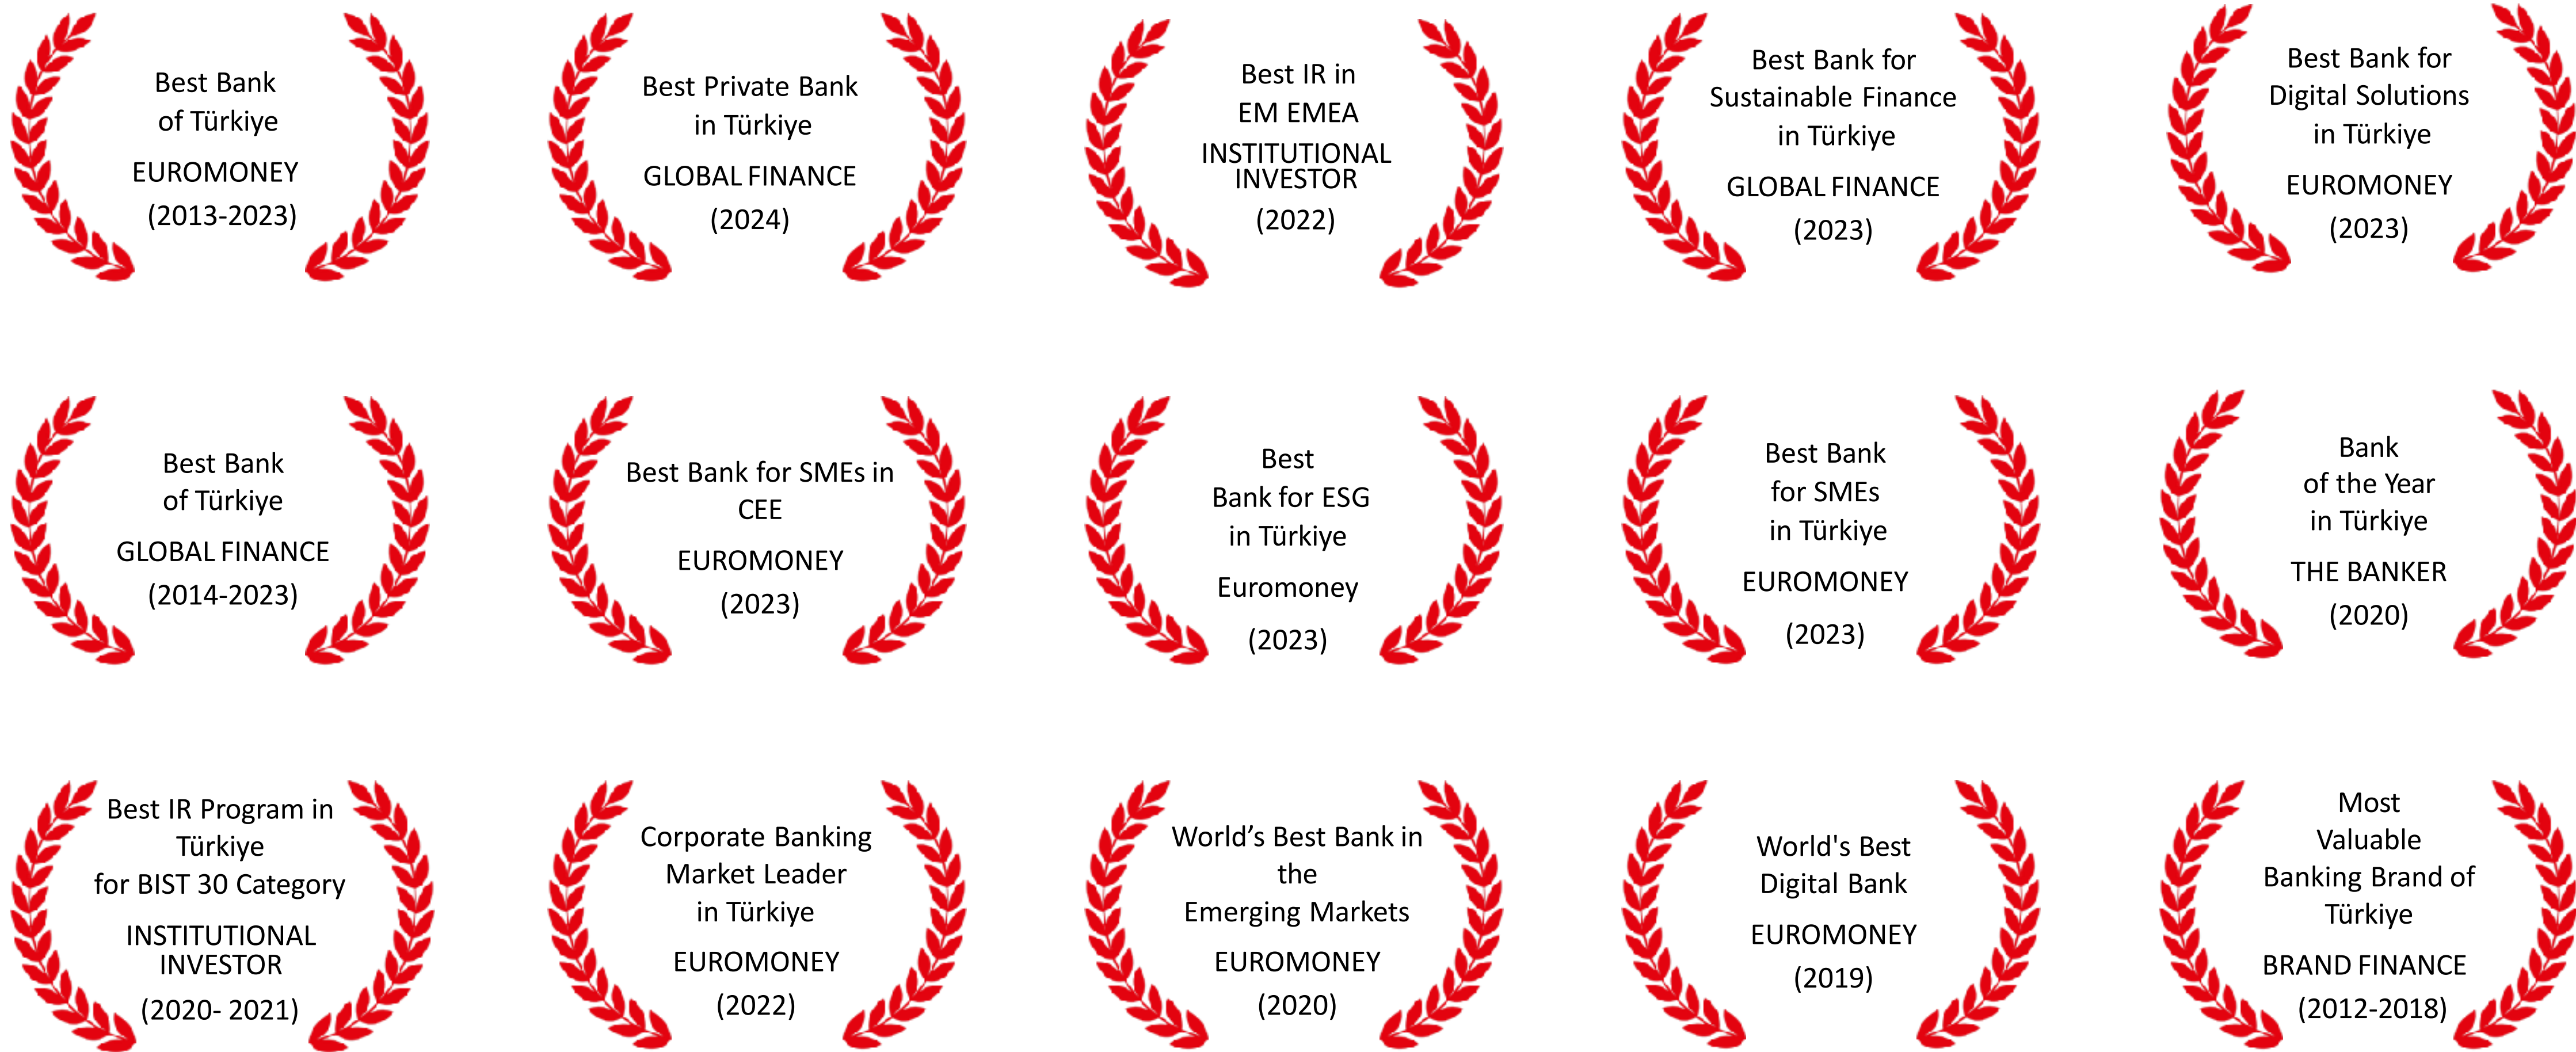 Best Bank
of Türkiye
EUROMONEY
(2013-2023)
Best Private Bank
in Türkiye
GLOBAL FINANCE
(2024)
Best IR in
EM EMEA
INSTITUTIONAL
INVESTOR
(2022)
Best Bank for
Sustainable Finance
in Türkiye
GLOBAL FINANCE
(2023)
Best Bank for
Digital Solutions
in Türkiye
EUROMONEY
(2023)
Best Bank
of Türkiye
GLOBAL FINANCE
(2014-2023)
Best Bank for SMEs in
CEE
EUROMONEY
(2023)
Best
Bank for ESG
in Türkiye
Euromoney
(2023)
Best Bank
for SMEs
in Türkiye
EUROMONEY
(2023)
Bank
of the Year
in Türkiye
THE BANKER
(2020)
Best IR Program in
Türkiye
for BIST 30 Category
INSTITUTIONAL
INVESTOR
(2020- 2021)
Corporate Banking
Market Leader
in Türkiye
EUROMONEY
(2022)
World’s Best Bank in
the
Emerging Markets
EUROMONEY
(2020)
World's Best
Digital Bank
EUROMONEY
(2019)
Most
Valuable
Banking Brand of
Türkiye
BRAND FINANCE
(2012-2018)